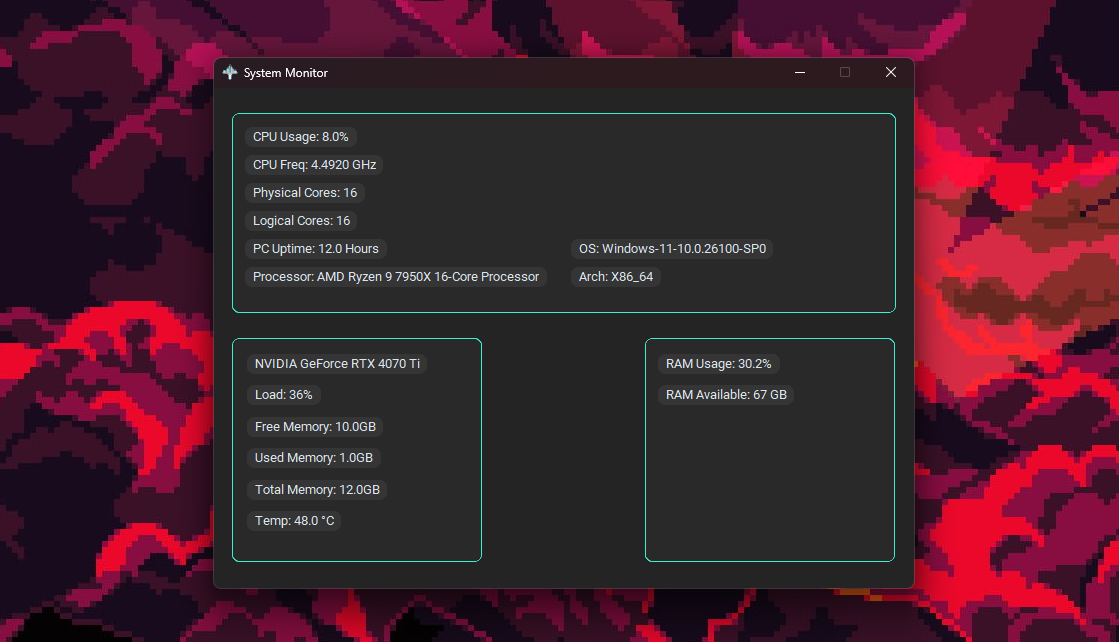 System Monitor
CPU Usage: 8.0%
CPU Freq: 4.4920 GHz
Physical Cores: 16
Logical Cores: 16
PC Uptime: 12.0 Hours
OS: Windows-11-10.0.26100-SP0
Processor: AMD Ryzen 9 7950X 16-Core Processor
Arch: X86_64
NVIDIA GeForce RTX 4070 Ti
Load: 36%
Free Memory: 10.0GB
Used Memory: 1.0GB
Total Memory: 12.0GB
Temp: 48.0 °C
RAM Usage: 30.2%
RAM Available: 67 GB